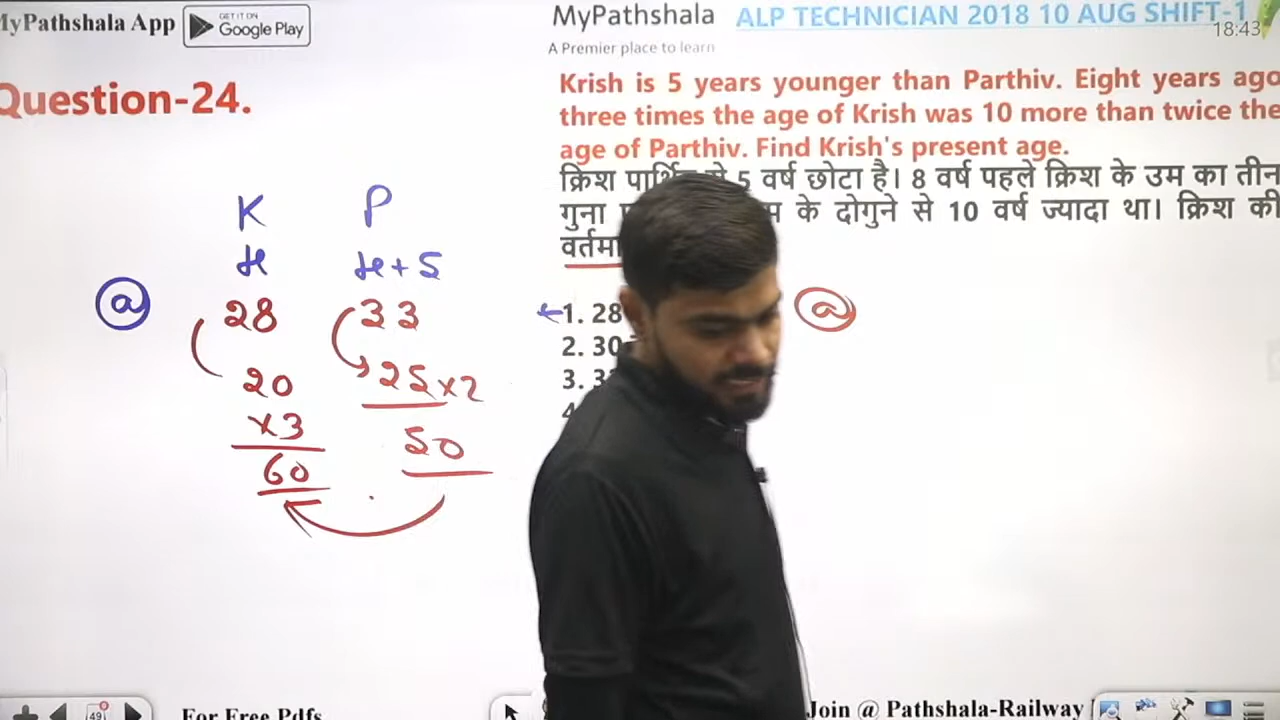 MyPathshala App
GET IT ON
Google Play
MyPathshala
A Premier place to learn
ALP TECHNICIAN 2018 10 AUG SHIFT-1
18:43
Question-24.
Krish is 5 years younger than Parthiv. Eight years ago
three times the age of Krish was 10 more than twice the
age of Parthiv. Find Krish's present age.
क्रिश 5 वर्ष छोटा है। 8 वर्ष पहले क्रिश के उम का तीन
गुना के दोगुने से 10 वर्ष ज्यादा था। क्रिश की
K P
x x+5
@ 28 33
20 25×2
×3 50
60
1. 28 @
2. 30
3.
4
49
For Free Pdfs
Join @ Pathshala-Railway